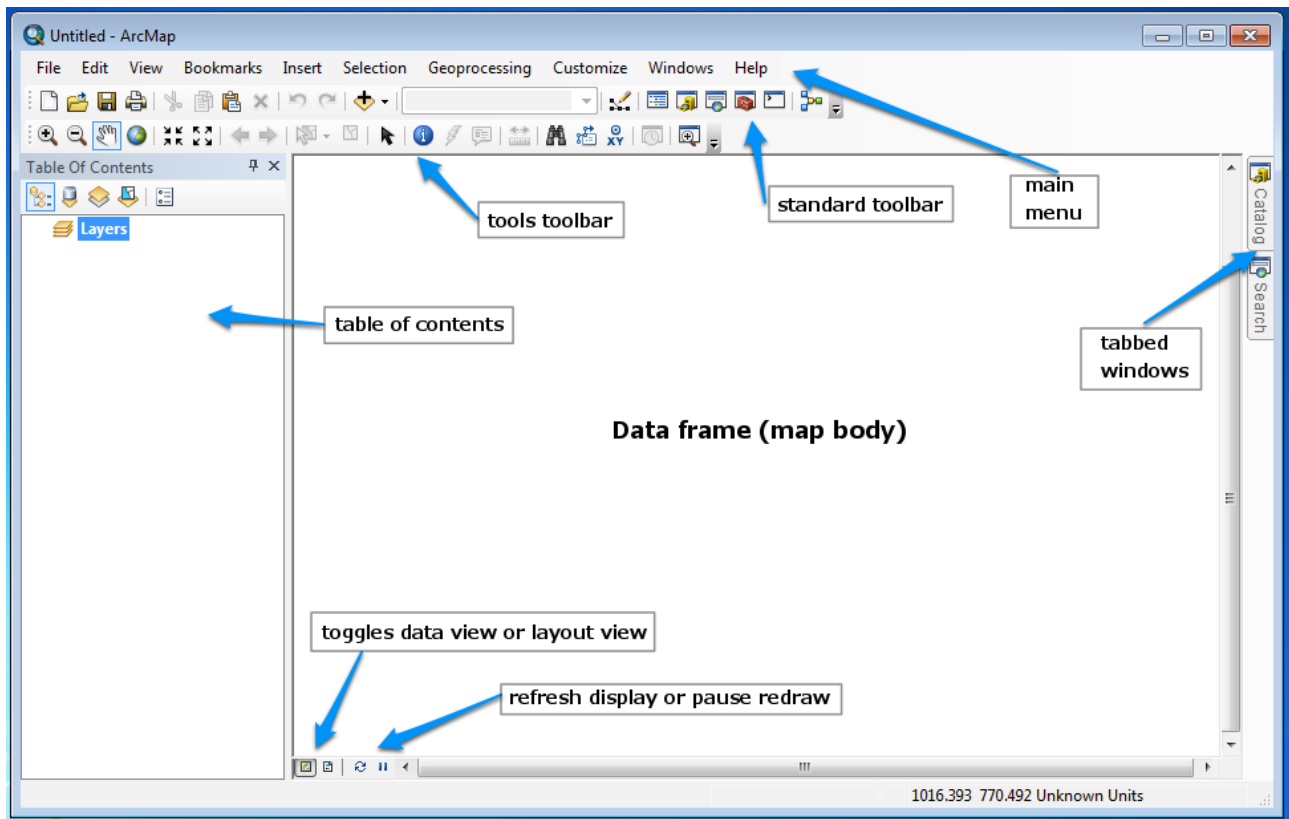 Untitled - ArcMap
File Edit View Bookmarks Insert Selection Geoprocessing Customize Windows Help
Table Of Contents
Layers
tools toolbar
standard toolbar
main
menu
Catalog
Search
table of contents
tabbed
windows
Data frame (map body)
toggles data view or layout view
refresh display or pause redraw
1016.393 770.492 Unknown Units